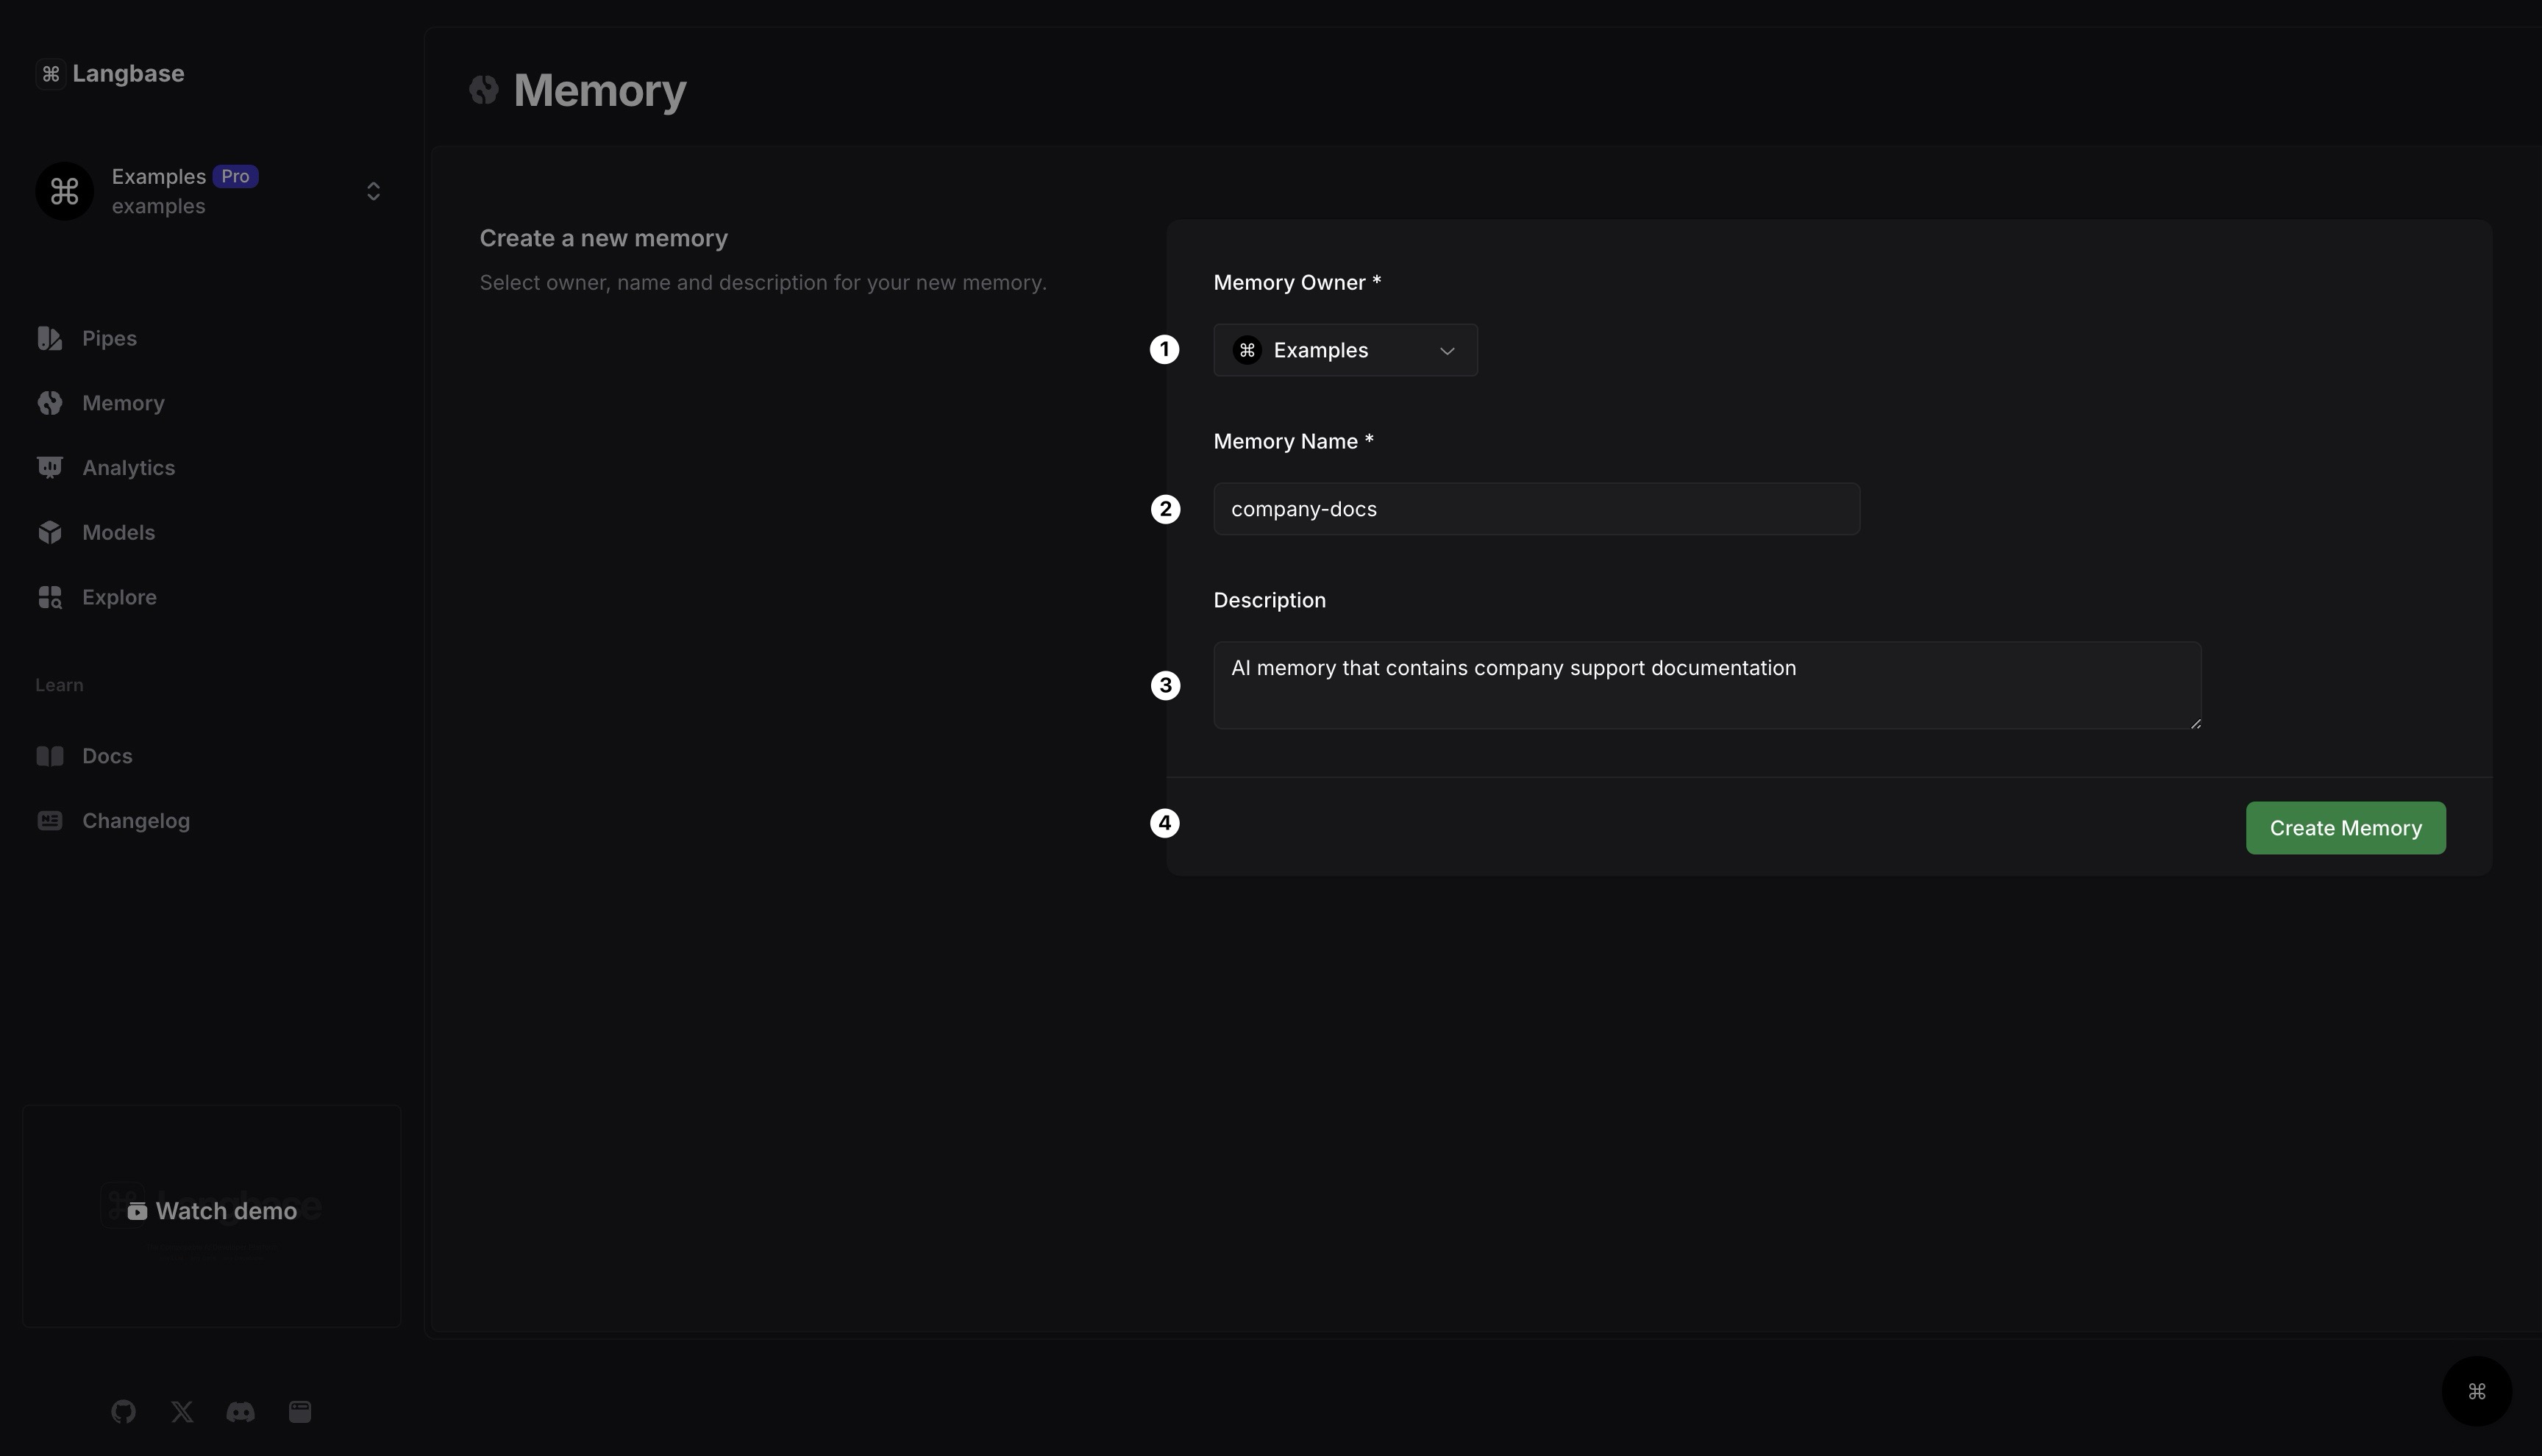 Langbase
Examples Pro
examples
Pipes
Memory
Analytics
Models
Explore
Learn
Docs
Changelog
Watch demo
Memory
Create a new memory
Select owner, name and description for your new memory.
Memory Owner *
1 Examples
Memory Name *
2 company-docs
Description
3 AI memory that contains company support documentation
4 Create Memory